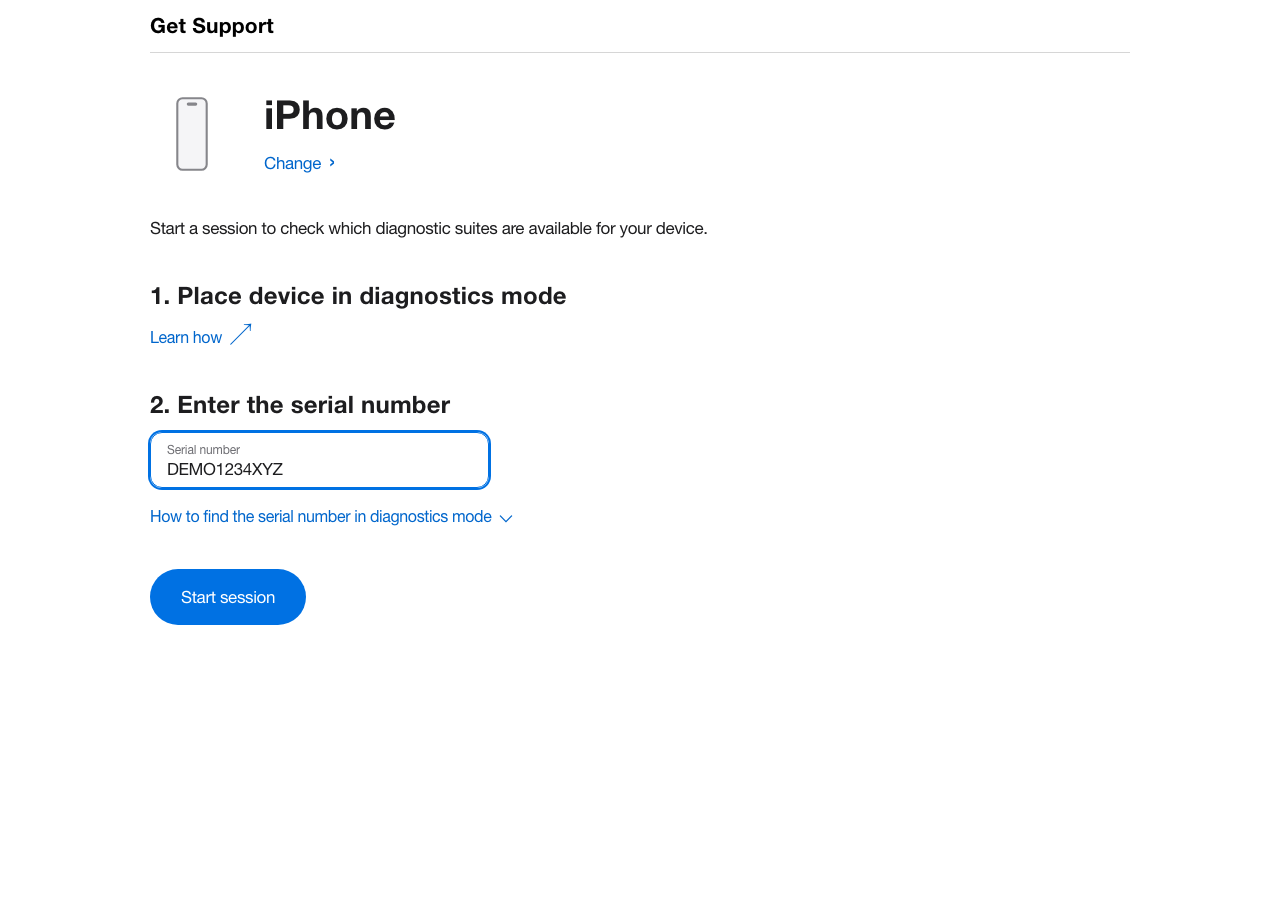 Get Support
iPhone
Change
Start a session to check which diagnostic suites are available for your device.
1. Place device in diagnostics mode
Learn how
2. Enter the serial number
Serial number
DEMO1234XYZ
How to find the serial number in diagnostics mode
Start session